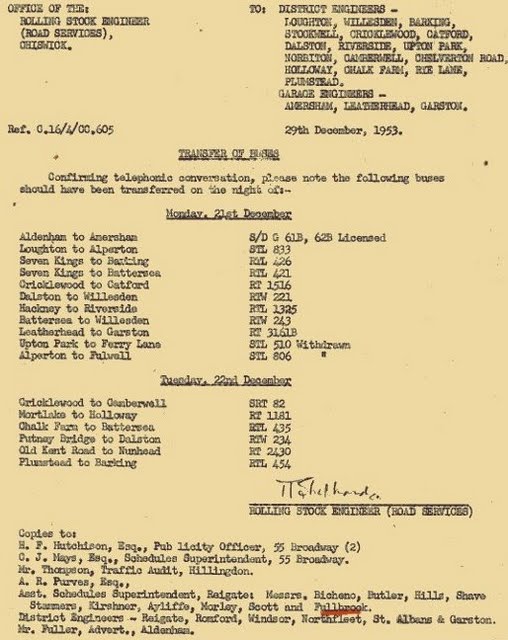 OFFICE OF THE:
ROLLING STOCK ENGINEER
(ROAD SERVICES),
CHISWICK.
TO: DISTRICT ENGINEERS -
LOUGHTON, WILLESDEN, BARKING,
STOCKWELL, CRICKLEWOOD, CATFORD,
DALSTON, RIVERSIDE, UPTON PARK,
NORBITON, CAMBERWELL, CHELVERTON ROAD,
HOLLOWAY, CHALK FARM, RYE LANE,
PLUMSTEAD.
GARAGE ENGINEERS -
AMERSHAM, LEATHERHEAD, GARSTON.
Ref. C.16/4/CC.605
29th December, 1953.
TRANSFER OF BUSES
Confirming telephonic conversation, please note the following buses
should have been transferred on the night of:-
Monday, 21st December
Aldenham to Amersham S/D G 61B, 62B Licensed
Loughton to Alperton STL 833
Seven Kings to Barking RTL 426
Seven Kings to Battersea RTL 421
Cricklewood to Catford RT 1516
Dalston to Willesden RTW 221
Hackney to Riverside RTL 1325
Battersea to Willesden RTW 243
Leatherhead to Garston RT 3161B
Upton Park to Ferry Lane STL 510 Withdrawn
Alperton to Fulwell STL 806 "
Tuesday, 22nd December
Cricklewood to Camberwell SRT 82
Mortlake to Holloway RT 1181
Chalk Farm to Battersea RTL 435
Putney Bridge to Dalston RTW 234
Old Kent Road to Nunhead RT 2430
Plumstead to Barking RTL 454
ROLLING STOCK ENGINEER (ROAD SERVICES)
Copies to:
H. F. Hutchison, Esq., Pub licity Officer, 55 Broadway (2)
C. J. Mays, Esq., Schedules Superintendent, 55 Broadway.
Mr. Thompson, Traffic Audit, Hillingdon.
A. R. Purves, Esq.,
Asst. Schedules Superintendent, Reigate: Messrs. Bicheno, Butler, Hills, Shave
Stammers, Kirshner, Ayliffe, Morley, Scott and Fullbrook.
District Engineers - Reigate, Romford, Windsor, Northfleet, St. Albans & Garston.
Mr. Fuller, Advert., Aldenham.